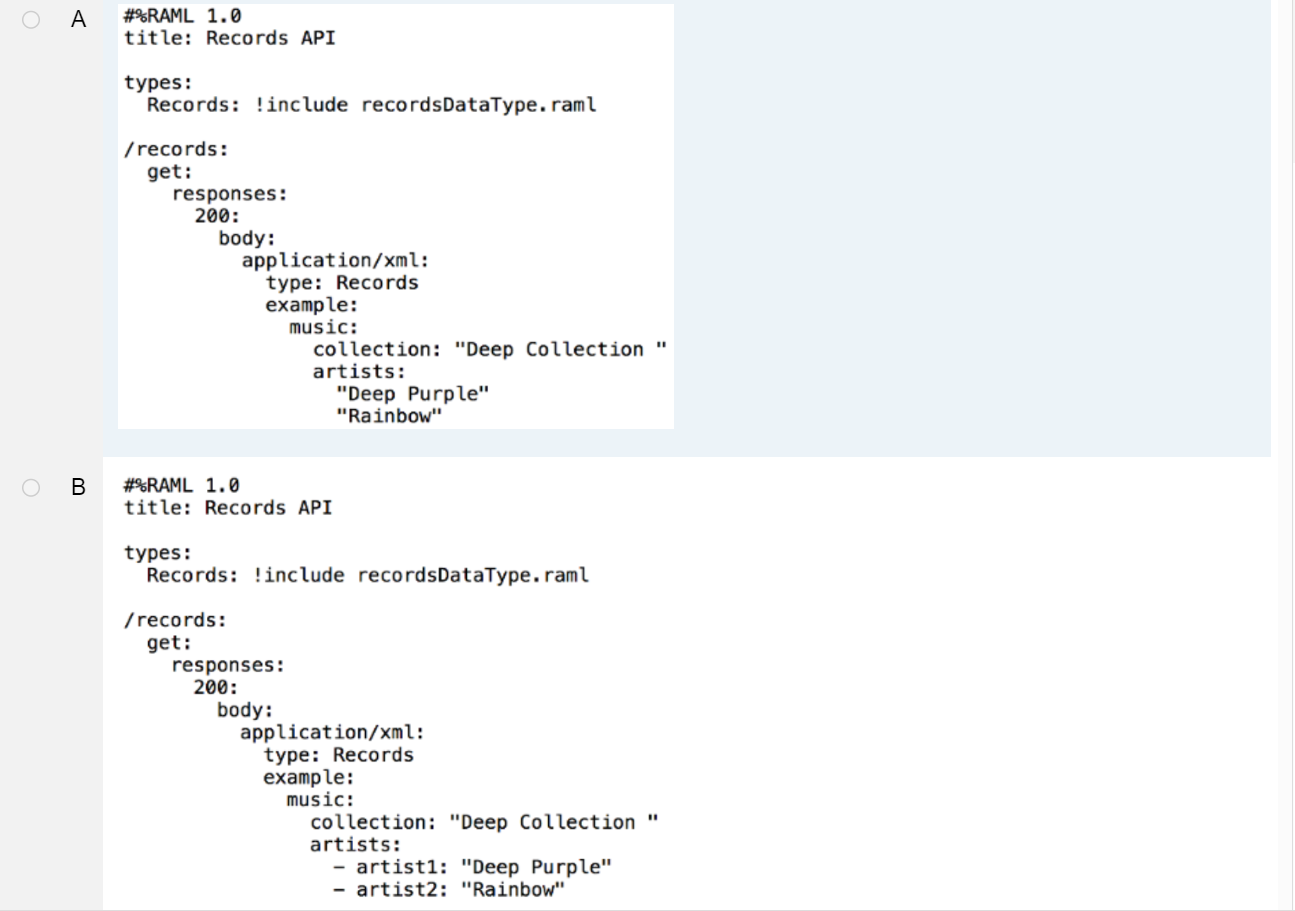 A
#%RAML 1.0
title: Records API
types:
  Records: !include recordsDataType.raml
/records:
  get:
    responses:
      200:
        body:
          application/xml:
            type: Records
            example:
              music:
                collection: "Deep Collection "
                artists:
                  "Deep Purple"
                  "Rainbow"
B
#%RAML 1.0
title: Records API
types:
  Records: !include recordsDataType.raml
/records:
  get:
    responses:
      200:
        body:
          application/xml:
            type: Records
            example:
              music:
                collection: "Deep Collection "
                artists:
                  - artist1: "Deep Purple"
                  - artist2: "Rainbow"